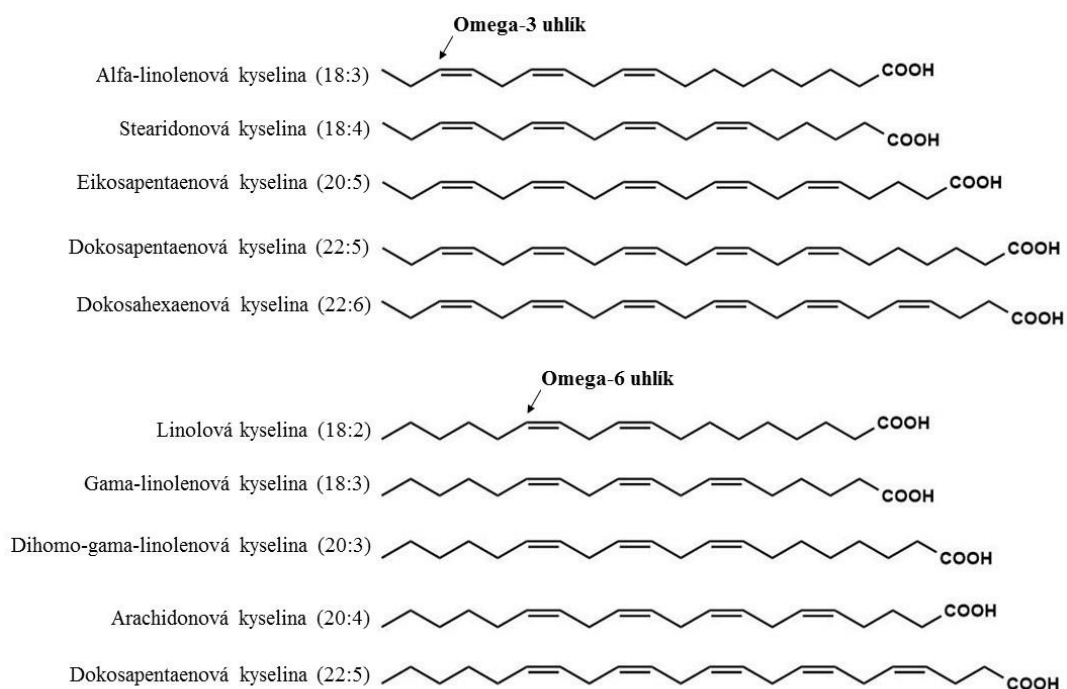 Omega-3 uhlík
Alfa-linolenová kyselina (18:3) COOH
Stearidonová kyselina (18:4) COOH
Eikosapentaenová kyselina (20:5) COOH
Dokosapentaenová kyselina (22:5) COOH
Dokosahexaenová kyselina (22:6) COOH
Omega-6 uhlík
Linolová kyselina (18:2) COOH
Gama-linolenová kyselina (18:3) COOH
Dihomo-gama-linolenová kyselina (20:3) COOH
Arachidonová kyselina (20:4) COOH
Dokosapentaenová kyselina (22:5) COOH